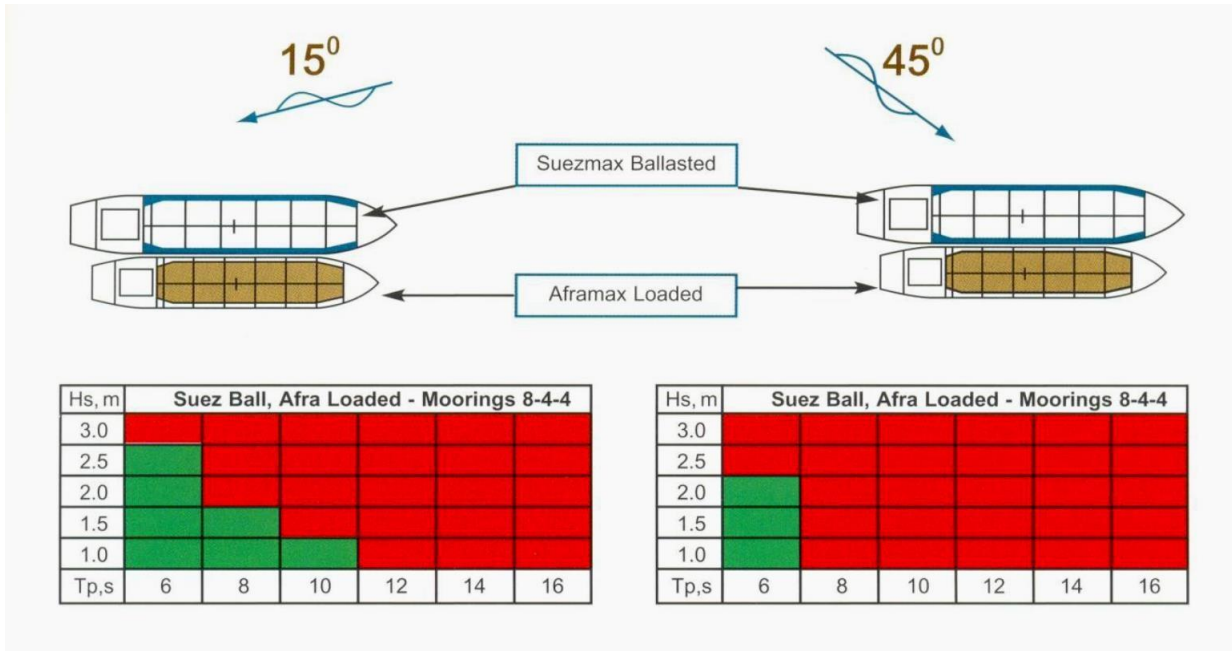 15⁰
45⁰
Suezmax Ballasted
Aframax Loaded
Hs, m Suez Ball, Afra Loaded - Moorings 8-4-4
3.0
2.5
2.0
1.5
1.0
Tp,s 6 8 10 12 14 16
Hs, m Suez Ball, Afra Loaded - Moorings 8-4-4
3.0
2.5
2.0
1.5
1.0
Tp,s 6 8 10 12 14 16